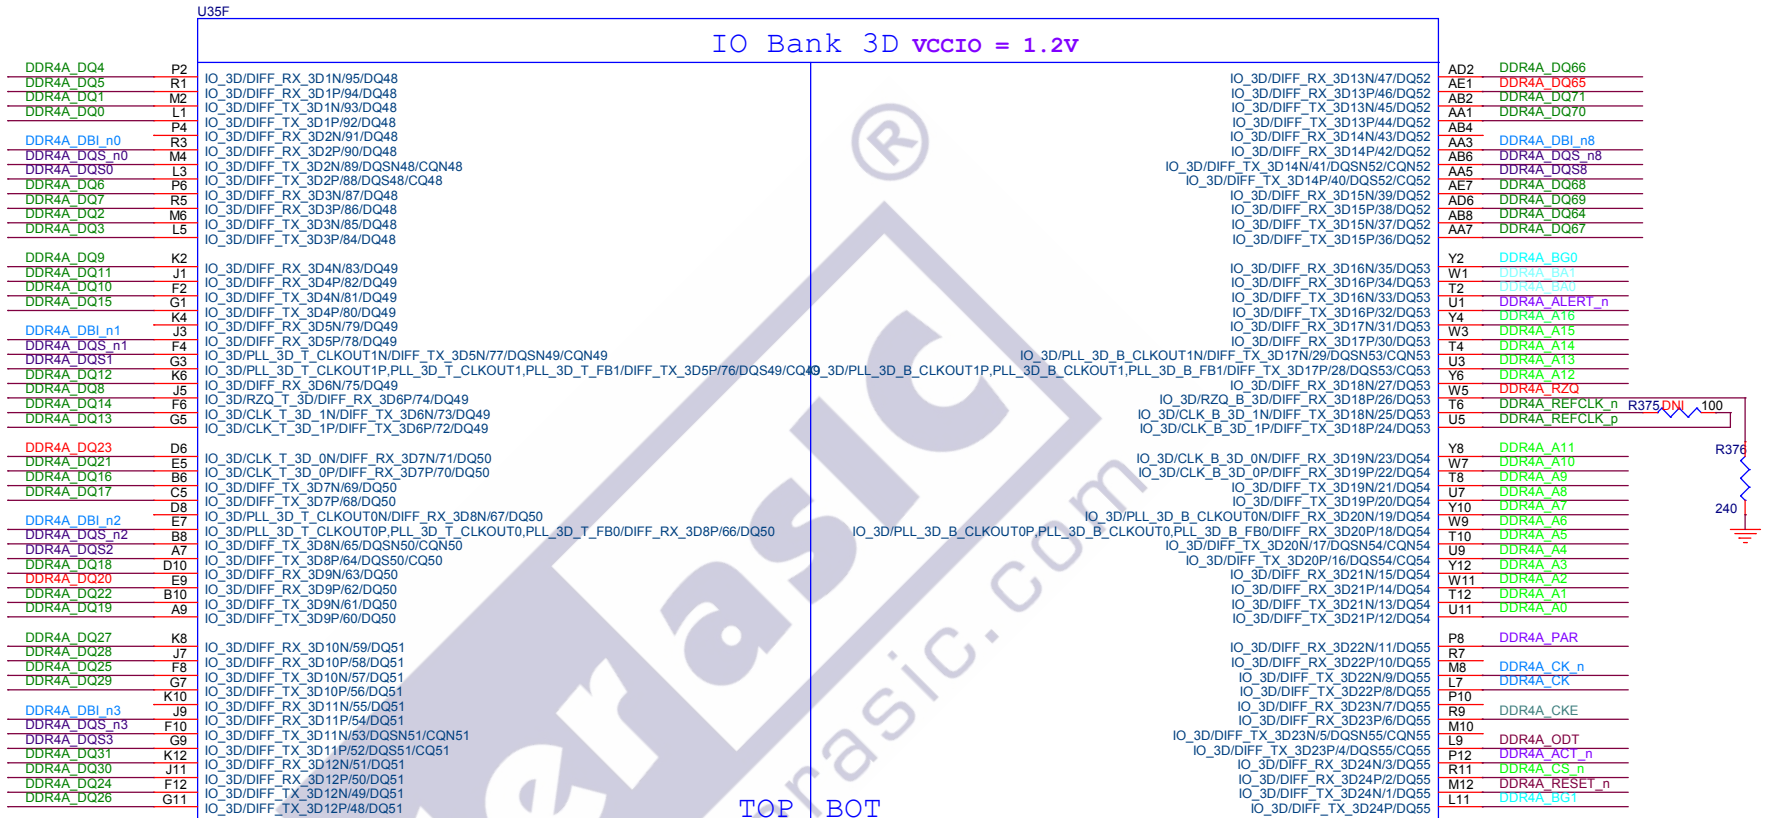 U35F
IO Bank 3D VCCIO = 1.2V
DDR4A_DQ4 P2 IO_3D/DIFF_RX_3D1N/95/DQ48
DDR4A_DQ5 R1 IO_3D/DIFF_RX_3D1P/94/DQ48
DDR4A_DQ1 M2 IO_3D/DIFF_TX_3D1N/93/DQ48
DDR4A_DQ0 L1 IO_3D/DIFF_TX_3D1P/92/DQ48
P4 IO_3D/DIFF_RX_3D2N/91/DQ48
DDR4A_DBI_n0 R3 IO_3D/DIFF_RX_3D2P/90/DQ48
DDR4A_DQS_n0 M4 IO_3D/DIFF_TX_3D2N/89/DQSN48/CQN48
DDR4A_DQS0 L3 IO_3D/DIFF_TX_3D2P/88/DQS48/CQ48
DDR4A_DQ6 P6 IO_3D/DIFF_RX_3D3N/87/DQ48
DDR4A_DQ7 R5 IO_3D/DIFF_RX_3D3P/86/DQ48
DDR4A_DQ2 M6 IO_3D/DIFF_TX_3D3N/85/DQ48
DDR4A_DQ3 L5 IO_3D/DIFF_TX_3D3P/84/DQ48
DDR4A_DQ9 K2 IO_3D/DIFF_RX_3D4N/83/DQ49
DDR4A_DQ11 J1 IO_3D/DIFF_RX_3D4P/82/DQ49
DDR4A_DQ10 F2 IO_3D/DIFF_TX_3D4N/81/DQ49
DDR4A_DQ15 G1 IO_3D/DIFF_TX_3D4P/80/DQ49
K4 IO_3D/DIFF_RX_3D5N/79/DQ49
DDR4A_DBI_n1 J3 IO_3D/DIFF_RX_3D5P/78/DQ49
DDR4A_DQS_n1 F4 IO_3D/PLL_3D_T_CLKOUT1N/DIFF_TX_3D5N/77/DQSN49/CQN49
DDR4A_DQS1 G3 IO_3D/PLL_3D_T_CLKOUT1P,PLL_3D_T_CLKOUT1,PLL_3D_T_FB1/DIFF_TX_3D5P/76/DQS49/CQ49
DDR4A_DQ12 K6 IO_3D/DIFF_RX_3D6N/75/DQ49
DDR4A_DQ8 J5 IO_3D/RZQ_T_3D/DIFF_RX_3D6P/74/DQ49
DDR4A_DQ14 F6 IO_3D/CLK_T_3D_1N/DIFF_TX_3D6N/73/DQ49
DDR4A_DQ13 G5 IO_3D/CLK_T_3D_1P/DIFF_TX_3D6P/72/DQ49
DDR4A_DQ23 D6 IO_3D/CLK_T_3D_0N/DIFF_RX_3D7N/71/DQ50
DDR4A_DQ21 E5 IO_3D/CLK_T_3D_0P/DIFF_RX_3D7P/70/DQ50
DDR4A_DQ16 B6 IO_3D/DIFF_TX_3D7N/69/DQ50
DDR4A_DQ17 C5 IO_3D/DIFF_TX_3D7P/68/DQ50
D8 IO_3D/PLL_3D_T_CLKOUT0N/DIFF_RX_3D8N/67/DQ50
DDR4A_DBI_n2 E7 IO_3D/PLL_3D_T_CLKOUT0P,PLL_3D_T_CLKOUT0,PLL_3D_T_FB0/DIFF_RX_3D8P/66/DQ50
DDR4A_DQS_n2 B8 IO_3D/DIFF_TX_3D8N/65/DQSN50/CQN50
DDR4A_DQS2 A7 IO_3D/DIFF_TX_3D8P/64/DQS50/CQ50
DDR4A_DQ18 D10 IO_3D/DIFF_RX_3D9N/63/DQ50
DDR4A_DQ20 E9 IO_3D/DIFF_RX_3D9P/62/DQ50
DDR4A_DQ22 B10 IO_3D/DIFF_TX_3D9N/61/DQ50
DDR4A_DQ19 A9 IO_3D/DIFF_TX_3D9P/60/DQ50
DDR4A_DQ27 K8 IO_3D/DIFF_RX_3D10N/59/DQ51
DDR4A_DQ28 J7 IO_3D/DIFF_RX_3D10P/58/DQ51
DDR4A_DQ25 F8 IO_3D/DIFF_TX_3D10N/57/DQ51
DDR4A_DQ29 G7 IO_3D/DIFF_TX_3D10P/56/DQ51
K10 IO_3D/DIFF_RX_3D11N/55/DQ51
DDR4A_DBI_n3 J9 IO_3D/DIFF_RX_3D11P/54/DQ51
DDR4A_DQS_n3 F10 IO_3D/DIFF_TX_3D11N/53/DQSN51/CQN51
DDR4A_DQS3 G9 IO_3D/DIFF_TX_3D11P/52/DQS51/CQ51
DDR4A_DQ31 K12 IO_3D/DIFF_RX_3D12N/51/DQ51
DDR4A_DQ30 J11 IO_3D/DIFF_RX_3D12P/50/DQ51
DDR4A_DQ24 F12 IO_3D/DIFF_TX_3D12N/49/DQ51
DDR4A_DQ26 G11 IO_3D/DIFF_TX_3D12P/48/DQ51
TOP BOT
IO_3D/DIFF_RX_3D13N/47/DQ52 AD2 DDR4A_DQ66
IO_3D/DIFF_RX_3D13P/46/DQ52 AE1 DDR4A_DQ65
IO_3D/DIFF_TX_3D13N/45/DQ52 AB2 DDR4A_DQ71
IO_3D/DIFF_TX_3D13P/44/DQ52 AA1 DDR4A_DQ70
IO_3D/DIFF_RX_3D14N/43/DQ52 AB4
IO_3D/DIFF_RX_3D14P/42/DQ52 AA3 DDR4A_DBI_n8
IO_3D/DIFF_TX_3D14N/41/DQSN52/CQN52 AB6 DDR4A_DQS_n8
IO_3D/DIFF_TX_3D14P/40/DQS52/CQ52 AA5 DDR4A_DQS8
IO_3D/DIFF_RX_3D15N/39/DQ52 AE7 DDR4A_DQ68
IO_3D/DIFF_RX_3D15P/38/DQ52 AD6 DDR4A_DQ69
IO_3D/DIFF_TX_3D15N/37/DQ52 AB8 DDR4A_DQ64
IO_3D/DIFF_TX_3D15P/36/DQ52 AA7 DDR4A_DQ67
IO_3D/DIFF_RX_3D16N/35/DQ53 Y2 DDR4A_BG0
IO_3D/DIFF_RX_3D16P/34/DQ53 W1 DDR4A_BA1
IO_3D/DIFF_TX_3D16N/33/DQ53 T2 DDR4A_BA0
IO_3D/DIFF_TX_3D16P/32/DQ53 U1 DDR4A_ALERT_n
IO_3D/DIFF_RX_3D17N/31/DQ53 Y4 DDR4A_A16
IO_3D/DIFF_RX_3D17P/30/DQ53 W3 DDR4A_A15
IO_3D/PLL_3D_B_CLKOUT1N/DIFF_TX_3D17N/29/DQSN53/CQN53 T4 DDR4A_A14
IO_3D/PLL_3D_B_CLKOUT1P,PLL_3D_B_CLKOUT1,PLL_3D_B_FB1/DIFF_TX_3D17P/28/DQS53/CQ53 U3 DDR4A_A13
IO_3D/DIFF_RX_3D18N/27/DQ53 Y6 DDR4A_A12
IO_3D/RZQ_B_3D/DIFF_RX_3D18P/26/DQ53 W5 DDR4A_RZQ
IO_3D/CLK_B_3D_1N/DIFF_TX_3D18N/25/DQ53 T6 DDR4A_REFCLK_n R375 DNI 100
IO_3D/CLK_B_3D_1P/DIFF_TX_3D18P/24/DQ53 U5 DDR4A_REFCLK_p
R376
240
IO_3D/CLK_B_3D_0N/DIFF_RX_3D19N/23/DQ54 Y8 DDR4A_A11
IO_3D/CLK_B_3D_0P/DIFF_RX_3D19P/22/DQ54 W7 DDR4A_A10
IO_3D/DIFF_TX_3D19N/21/DQ54 T8 DDR4A_A9
IO_3D/DIFF_TX_3D19P/20/DQ54 U7 DDR4A_A8
IO_3D/PLL_3D_B_CLKOUT0N/DIFF_RX_3D20N/19/DQ54 Y10 DDR4A_A7
IO_3D/PLL_3D_B_CLKOUT0P,PLL_3D_B_CLKOUT0,PLL_3D_B_FB0/DIFF_RX_3D20P/18/DQ54 W9 DDR4A_A6
IO_3D/DIFF_TX_3D20N/17/DQSN54/CQN54 T10 DDR4A_A5
IO_3D/DIFF_TX_3D20P/16/DQS54/CQ54 U9 DDR4A_A4
IO_3D/DIFF_RX_3D21N/15/DQ54 Y12 DDR4A_A3
IO_3D/DIFF_RX_3D21P/14/DQ54 W11 DDR4A_A2
IO_3D/DIFF_TX_3D21N/13/DQ54 T12 DDR4A_A1
IO_3D/DIFF_TX_3D21P/12/DQ54 U11 DDR4A_A0
IO_3D/DIFF_RX_3D22N/11/DQ55 P8 DDR4A_PAR
IO_3D/DIFF_RX_3D22P/10/DQ55 R7
IO_3D/DIFF_TX_3D22N/9/DQ55 M8 DDR4A_CK_n
IO_3D/DIFF_TX_3D22P/8/DQ55 L7 DDR4A_CK
IO_3D/DIFF_RX_3D23N/7/DQ55 P10
IO_3D/DIFF_RX_3D23P/6/DQ55 R9 DDR4A_CKE
IO_3D/DIFF_TX_3D23N/5/DQSN55/CQN55 M10
IO_3D/DIFF_TX_3D23P/4/DQS55/CQ55 L9 DDR4A_ODT
IO_3D/DIFF_RX_3D24N/3/DQ55 P12 DDR4A_ACT_n
IO_3D/DIFF_RX_3D24P/2/DQ55 R11 DDR4A_CS_n
IO_3D/DIFF_TX_3D24N/1/DQ55 M12 DDR4A_RESET_n
IO_3D/DIFF_TX_3D24P/DQ55 L11 DDR4A_BG1
erasic ®
erasic.com